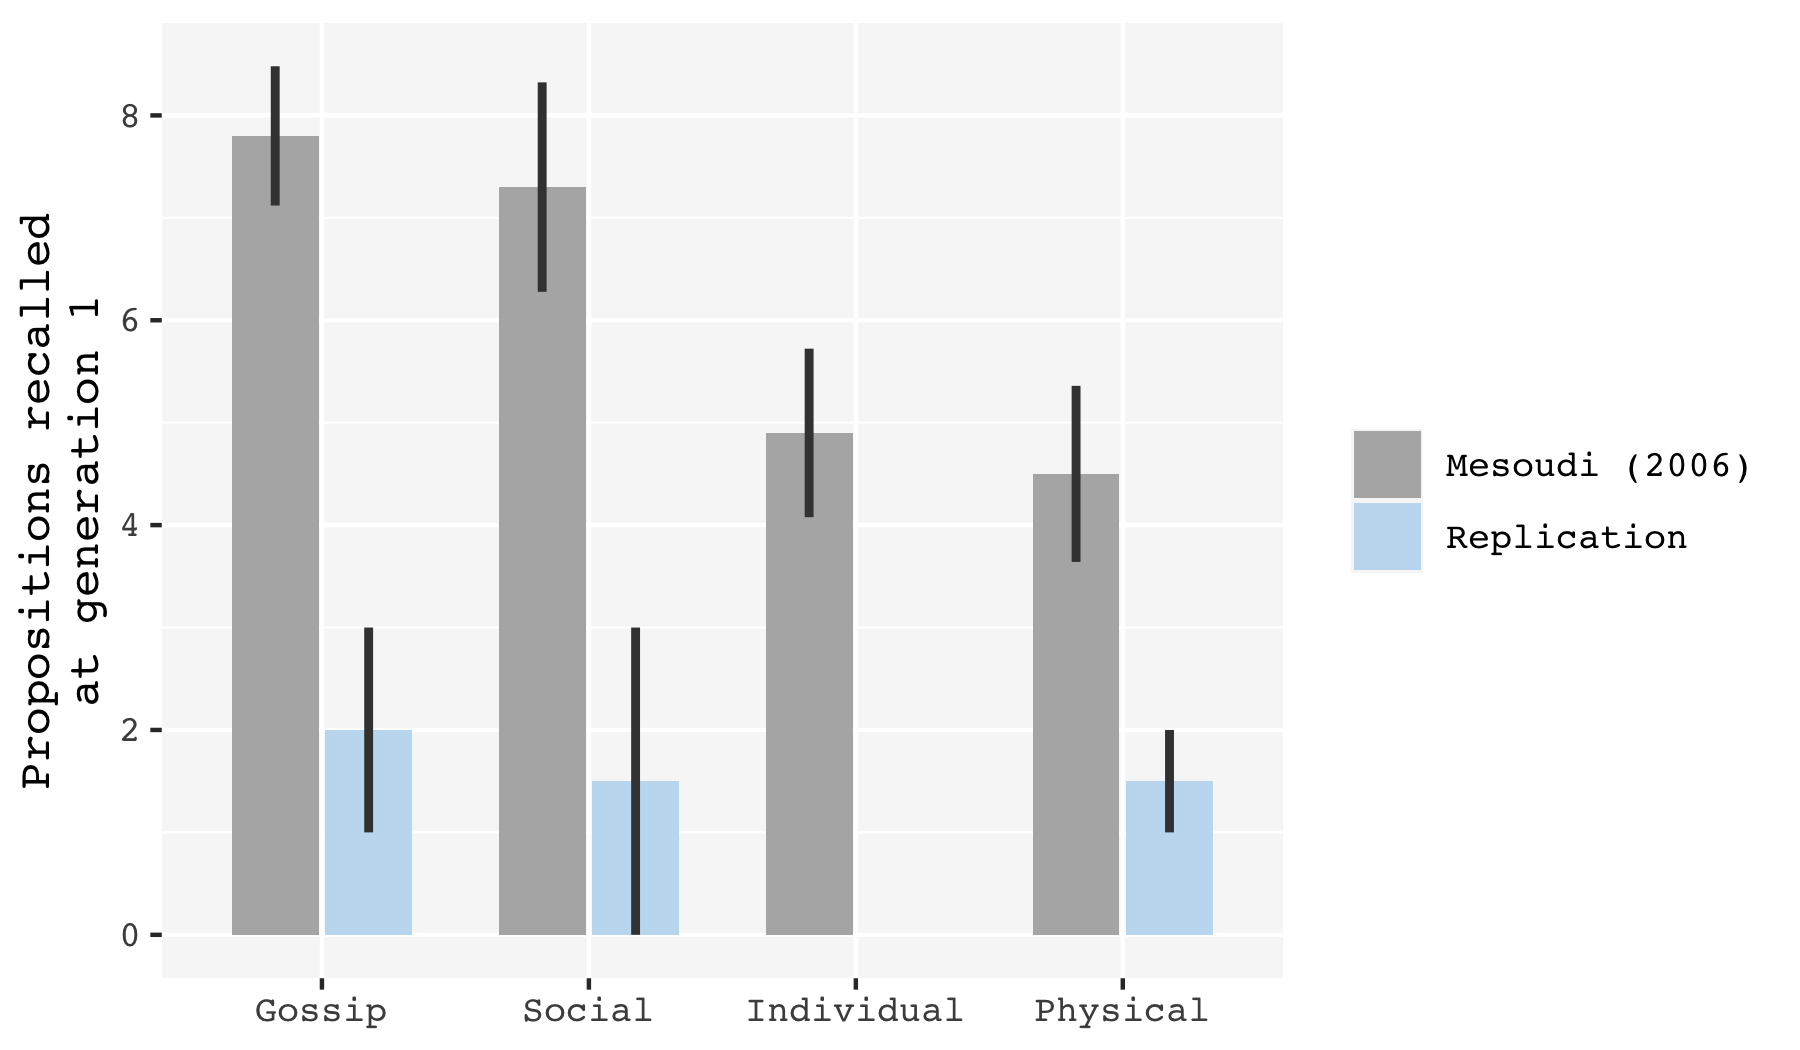 Propositions recalled
at generation 1
8
6
4
2
0
Gossip
Social
Individual
Physical
Mesoudi (2006)
Replication